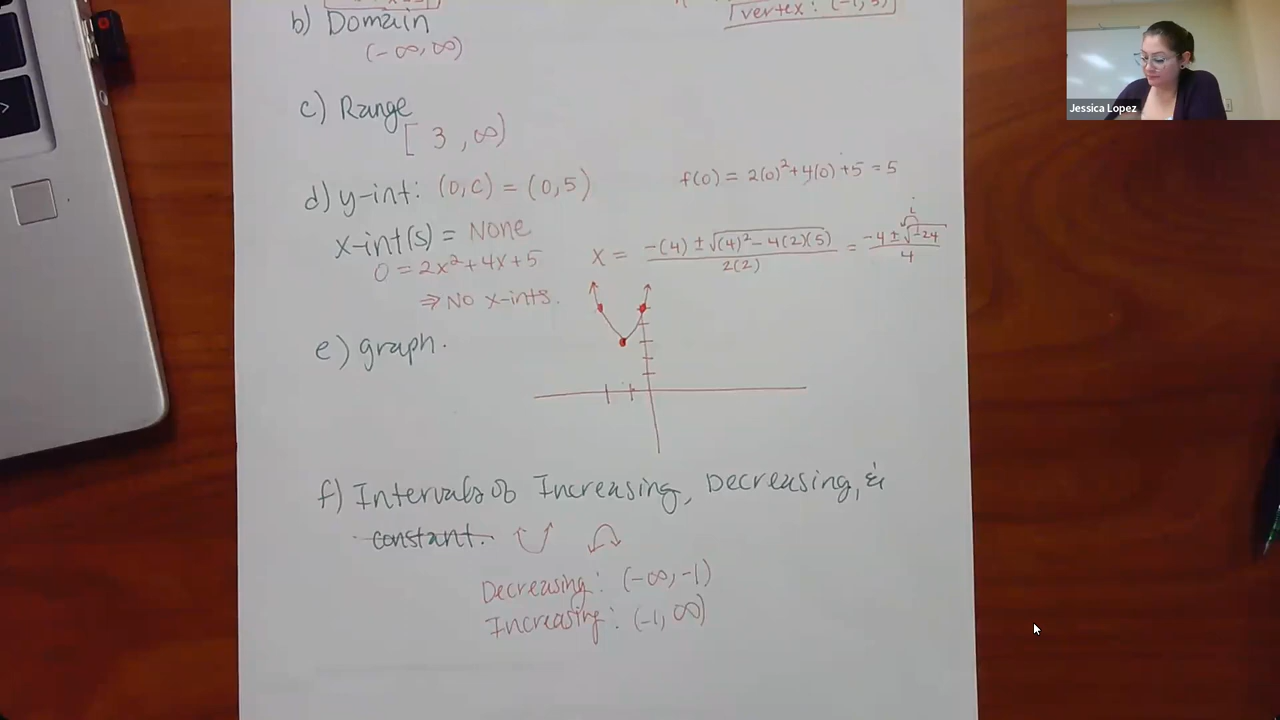 vertex: (-1,3)
b) Domain
(-∞,∞)
c) Range
[ 3 ,∞)
d) y-int: (0,c) = (0,5)
f(0) = 2(0)²+4(0)+5 = 5
x-int(s) = None
0 = 2x²+4x+5
x = -(4) ± √(4)²-4(2)(5) / 2(2) = -4 ± √-24 / 4
i
⇒ No x-ints.
e) graph.
f) Intervals of Increasing, Decreasing, &
constant.
Decreasing: (-∞,-1)
Increasing: (-1,∞)
Jessica Lopez